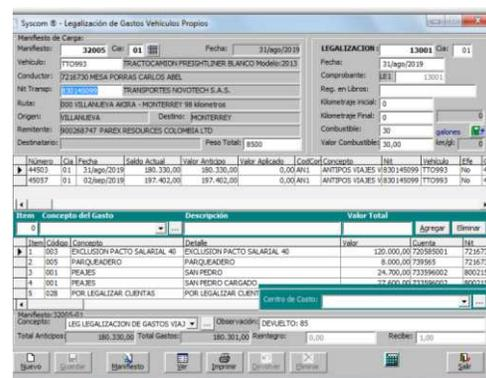 Syscom ® - Legalización de Gastos Vehículos Propios
Manifiesto de Carga:
Manifiesto: 32005 Cia: 01 Fecha: 31/ago/2019
Vehículo: TTO993 TRACTOCAMION FREIGHTLINER BLANCO Modelo:2013
Conductor: 7216730 MESA PORRAS CARLOS ABEL
Nit Transp: 830145099 TRANSPORTES NOVOTECH S.A.S.
Ruta: 000 VILLANUEVA AKIRA - MONTERREY 98 kilometros
Origen: VILLANUEVA Destino: MONTERREY
Remitente: 900268747 PAREX RESOURCES COLOMBIA LTD
Destinatario: Peso Total: 8500
LEGALIZACION: 13001 Cia: 01
Fecha: 31/ago/2019
Comprobante: LE1 13001
Reg. en Libros:
Kilometraje inicial: 0
Kilometraje Final: 0 0
Combustible: 30 galones
Valor Combustible: 30,00 km/gl: 0
Número Cia Fecha Saldo Actual Valor Anticipo Valor Aplicado CodCon Concepto Nit Vehículo Efe
44503 01 31/ago/2019 180.330,00 180.330,00 0,00 AN1 ANTIPOS VIAJES V 830145099 TTO993 No
45057 01 02/sep/2019 197.402,00 197.402,00 0,00 AN1 ANTIPOS VIAJES V 830145099 TTO993 No
Item Concepto del Gasto Descripción Valor Total
0 ... Agregar Eliminar
Item Código Concepto Detalle Valor Cuenta Nit
1 003 EXCLUSION PACTO SALARIAL 40 EXCLUSION PACTO SALARIAL 40 120.000,00 720595001
2 005 PARQUEADERO PARQUEADERO 8.000,00 739565
3 001 PEAJES SAN PEDRO 24.700,00 733596002
4 001 PEAJES SAN PEDRO CARGADO 27.600,00 733596002
5 028 POR LEGALIZAR CUENTAS POR LEGALIZAR CUENT
Centro de Costo: ...
Manifiesto:32005-01
Concepto: LEG LEGALIZACION DE GASTOS VIAJ ... Observación: DEVUELTO: 85
Total Anticipos: 180.330,00 Total Gastos: 180.301,00 Reintegro: 0,00 Recibe: 1,00
Nuevo Guardar Manifiesto Ver Imprimir Devolver Eliminar Salir